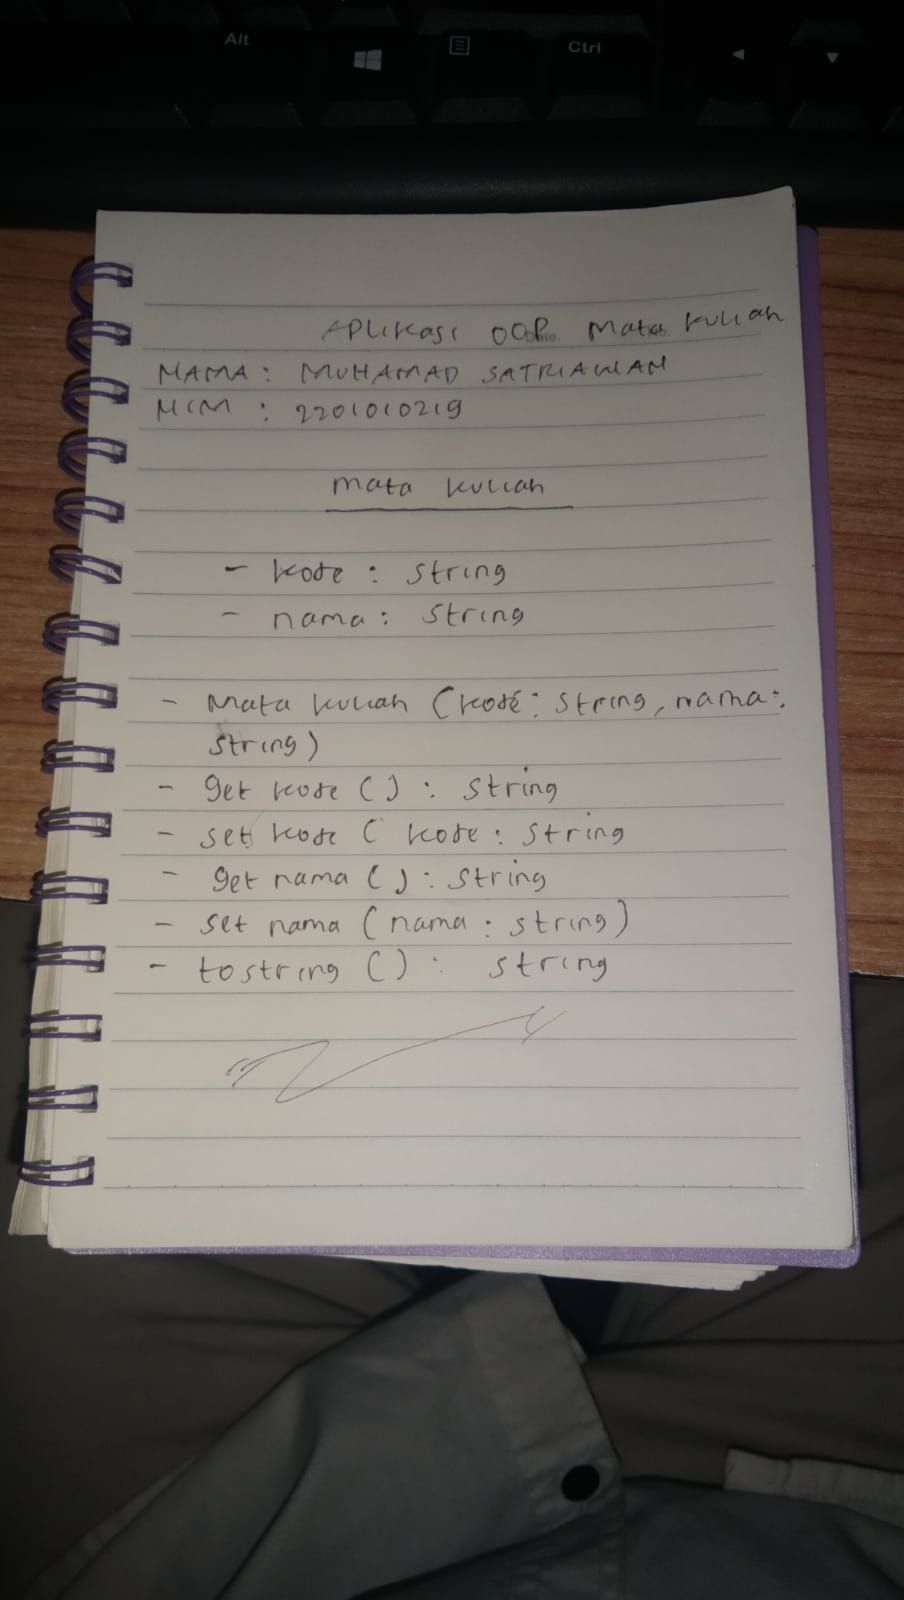 Alt
Ctrl
APLIKASI OOP Mata Kuliah
NAMA : MUHAMAD SATRIAWAN
NIM : 2201010219
Mata Kuliah
- kode : string
- nama : string
- Mata kuliah (kode : string, nama :
string)
- get kode () : string
- set kode ( kode : string
- get nama () : string
- set nama (nama : string)
- tostring () : string